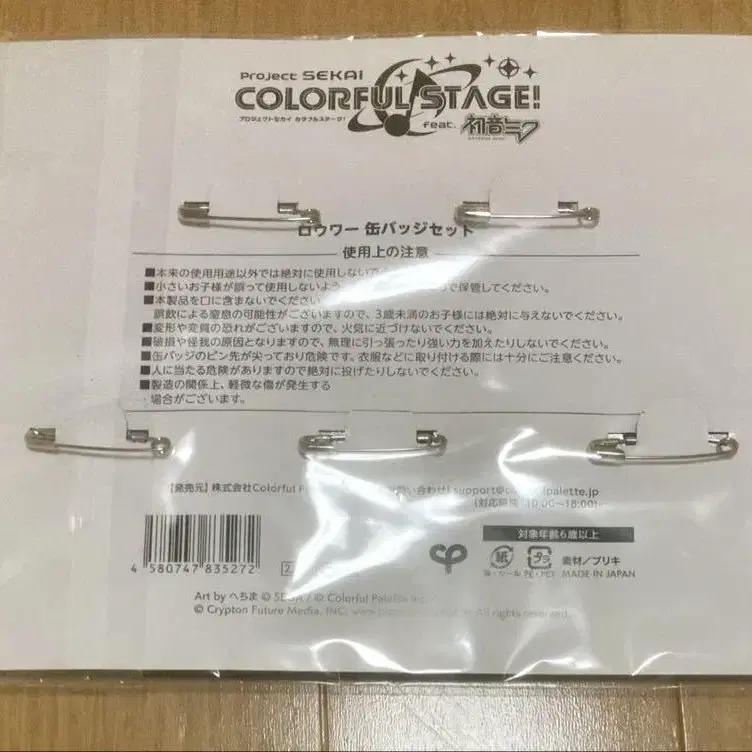 Project SEKAI
COLORFUL STAGE!
プロジェクトセカイ カラフルステージ!
feat. 初音ミク
ロウワー 缶バッジセット
使用上の注意
■本来の使用用途以外では絶対に使用しないで
■小さいお子様が誤って使用しないよう で保管してください。
■本製品を口に含まないでください
誤飲による窒息の可能性がございますので、3歳未満のお子様には絶対に与えないでください。
■変形や変質の恐れがございますので、火気に近づけないでください。
■破損や怪我の原因となりますので、無理に引っ張ったり強い力を加えたりしないでください。
■缶バッジのピン先が尖っており危険です。衣服などに取り付ける際には十分にご注意ください。
■人に当たる危険がありますので絶対に投げたりしないでください。
■製造の関係上、軽微な傷が発生する
場合がございます。
【発売元】株式会社Colorful い合わせ] support@ lpalette.jp
(対応時間 10:00~18:00)
対象年齢6歳以上
4 580747 835272
紙 プラ 素材/ブリキ
PE・PET MADE IN JAPAN
Art by へちま © SEGA / © Colorful Palette Inc.
© Crypton Future Media, INC. www.piapro All rights reserved.